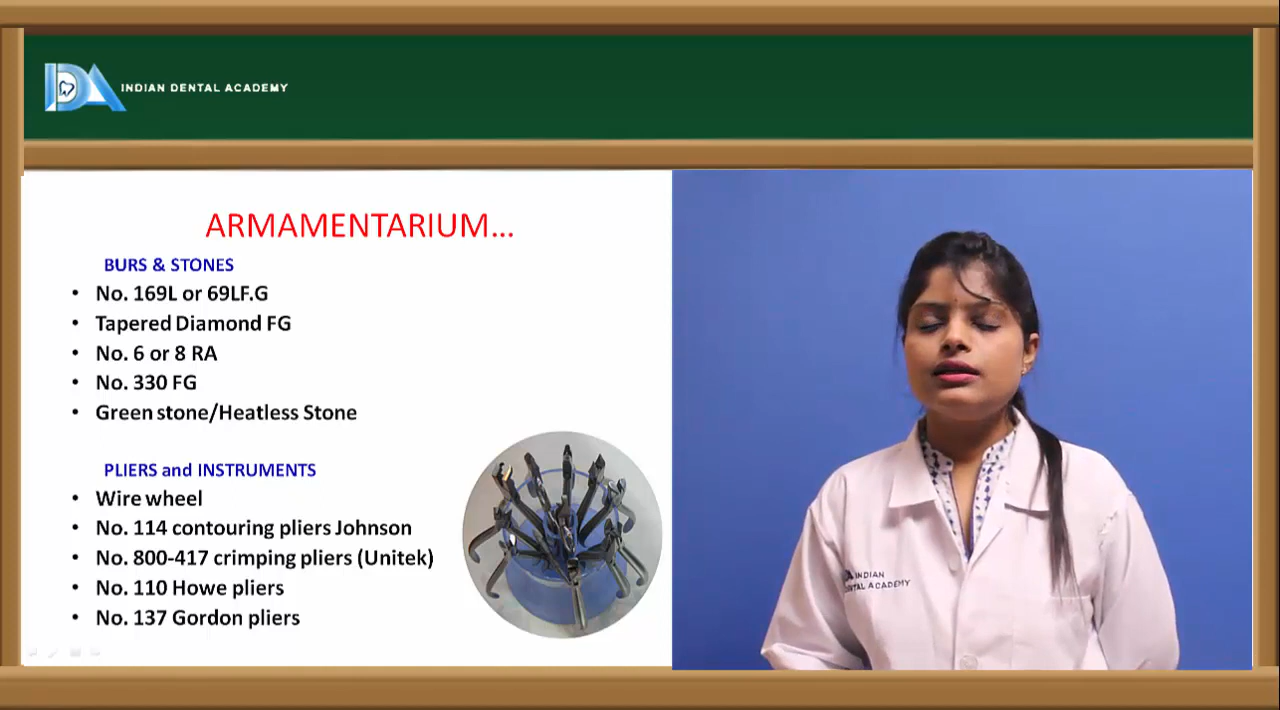 INDIAN DENTAL ACADEMY
ARMAMENTARIUM...
BURS & STONES
• No. 169L or 69LF.G
• Tapered Diamond FG
• No. 6 or 8 RA
• No. 330 FG
• Green stone/Heatless Stone
PLIERS and INSTRUMENTS
• Wire wheel
• No. 114 contouring pliers Johnson
• No. 800-417 crimping pliers (Unitek)
• No. 110 Howe pliers
• No. 137 Gordon pliers
INDIAN
DENTAL ACADEMY